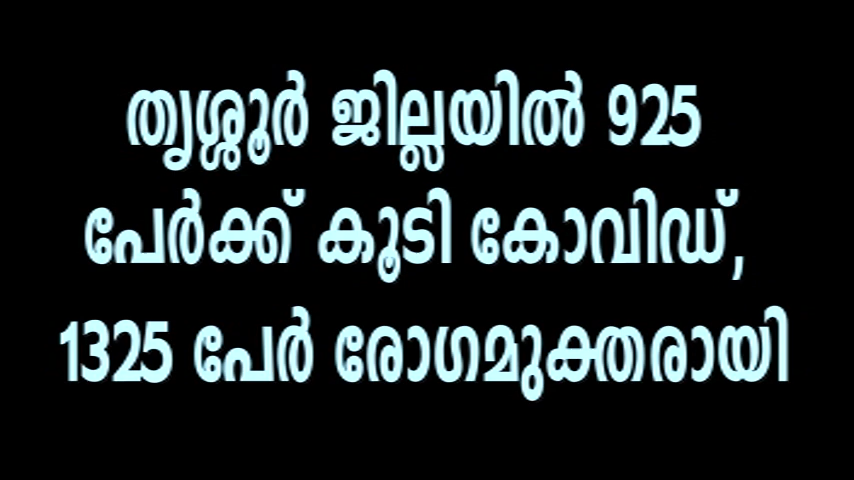 തൃശ്ശൂർ ജില്ലയിൽ 925
പേർക്ക് കൂടി കോവിഡ്,
1325 പേർ രോഗമുക്തരായി